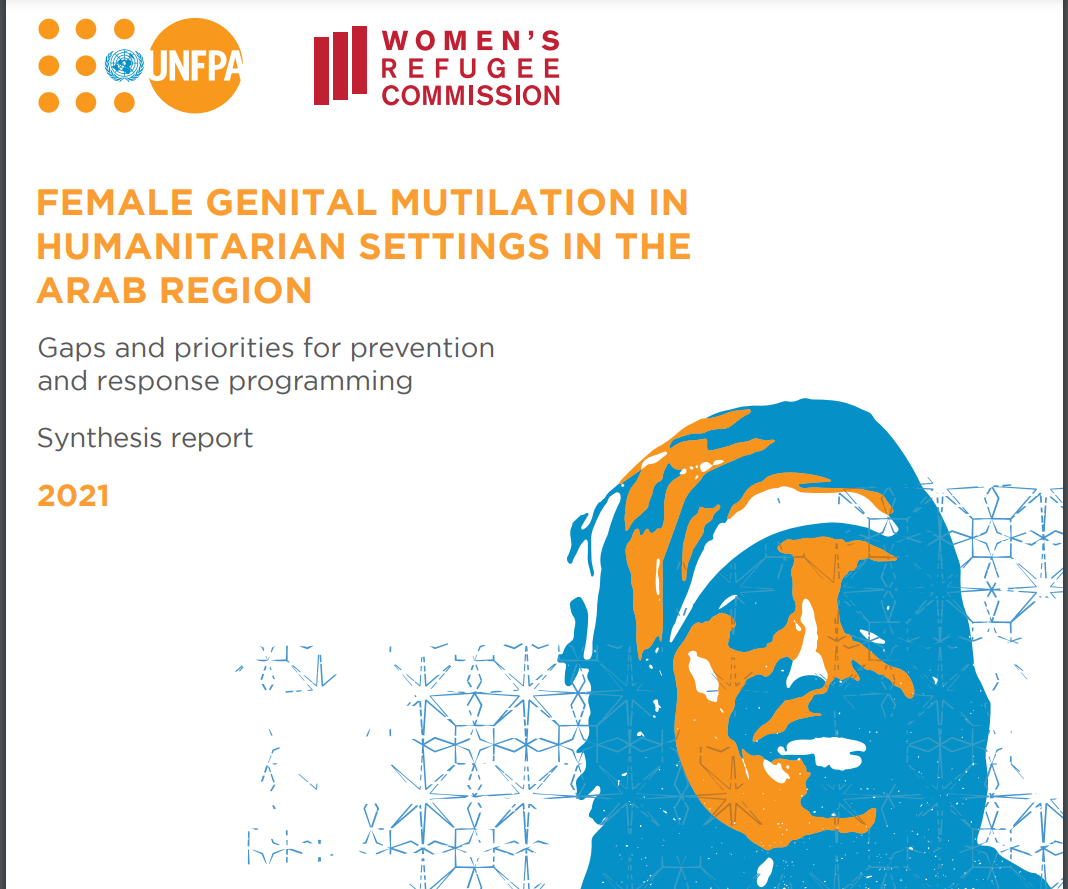 UNFPA
WOMEN'S
REFUGEE
COMMISSION
FEMALE GENITAL MUTILATION IN
HUMANITARIAN SETTINGS IN THE
ARAB REGION
Gaps and priorities for prevention
and response programming
Synthesis report
2021